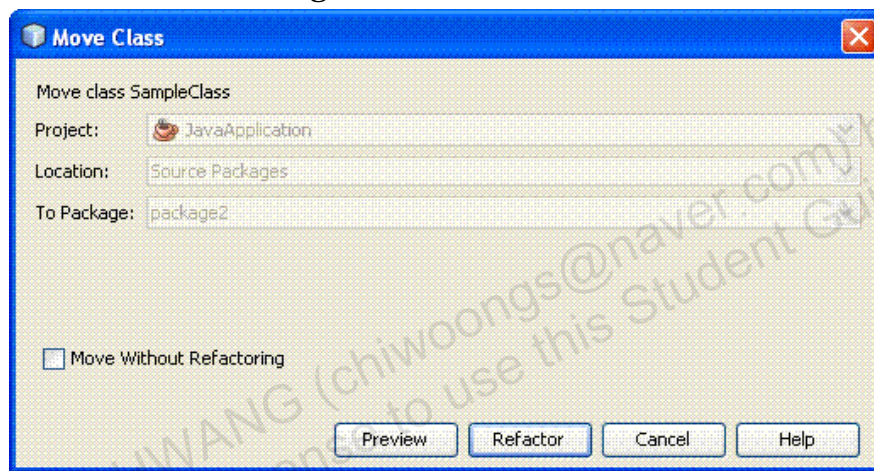 Move Class
Move class SampleClass
Project: JavaApplication
Location: Source Packages
To Package: package2
Move Without Refactoring
Preview Refactor Cancel Help
(chiwoongs@naver.com)
to use this Student